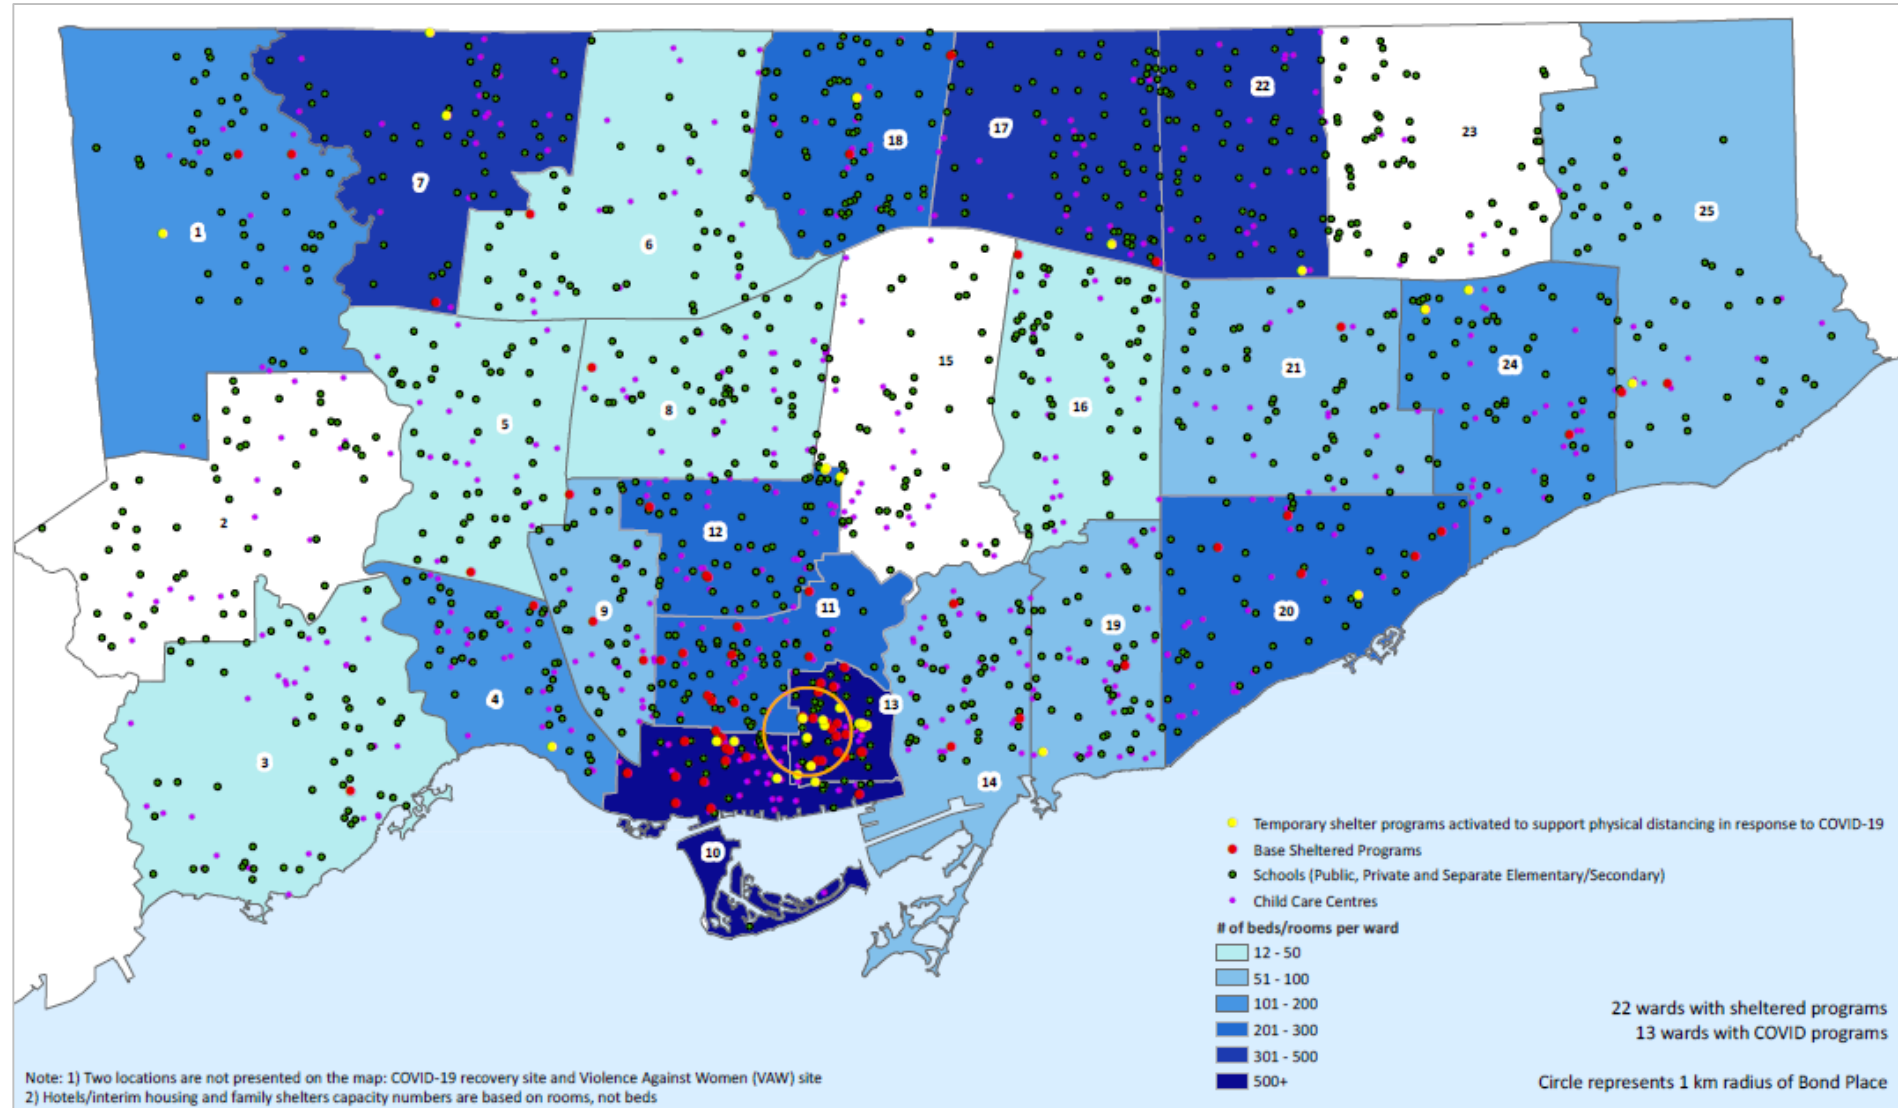 22
18
17
23
7
25
1
6
15
21
24
16
8
5
2
12
11
9
20
19
4
13
3
14
10
Temporary shelter programs activated to support physical distancing in response to COVID-19
Base Sheltered Programs
Schools (Public, Private and Separate Elementary/Secondary)
Child Care Centres
# of beds/rooms per ward
12 - 50
51 - 100
101 - 200
201 - 300
301 - 500
500+
22 wards with sheltered programs
13 wards with COVID programs
Circle represents 1 km radius of Bond Place
Note: 1) Two locations are not presented on the map: COVID-19 recovery site and Violence Against Women (VAW) site
2) Hotels/interim housing and family shelters capacity numbers are based on rooms, not beds